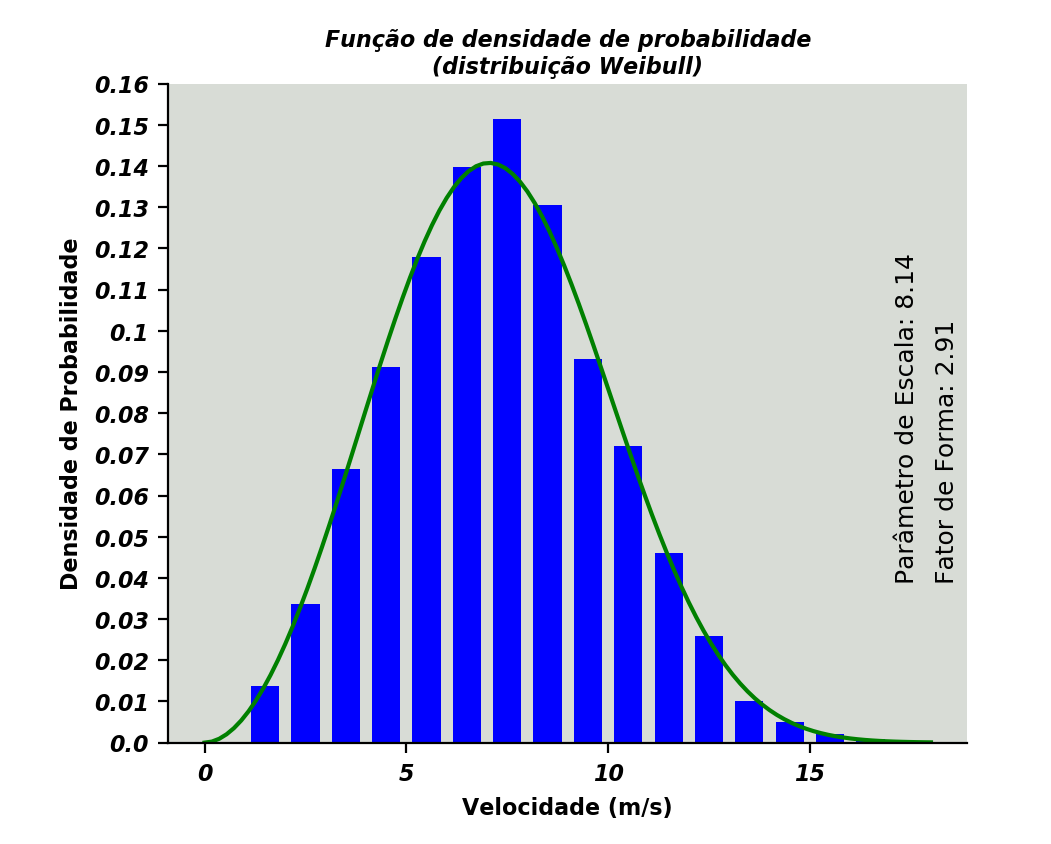 Função de densidade de probabilidade
(distribuição Weibull)
0.16
0.15
0.14
0.13
0.12
0.11
0.1
0.09
0.08
0.07
0.06
0.05
0.04
0.03
0.02
0.01
0.0
Densidade de Probabilidade
0 5 10 15
Velocidade (m/s)
Parâmetro de Escala: 8.14
Fator de Forma: 2.91